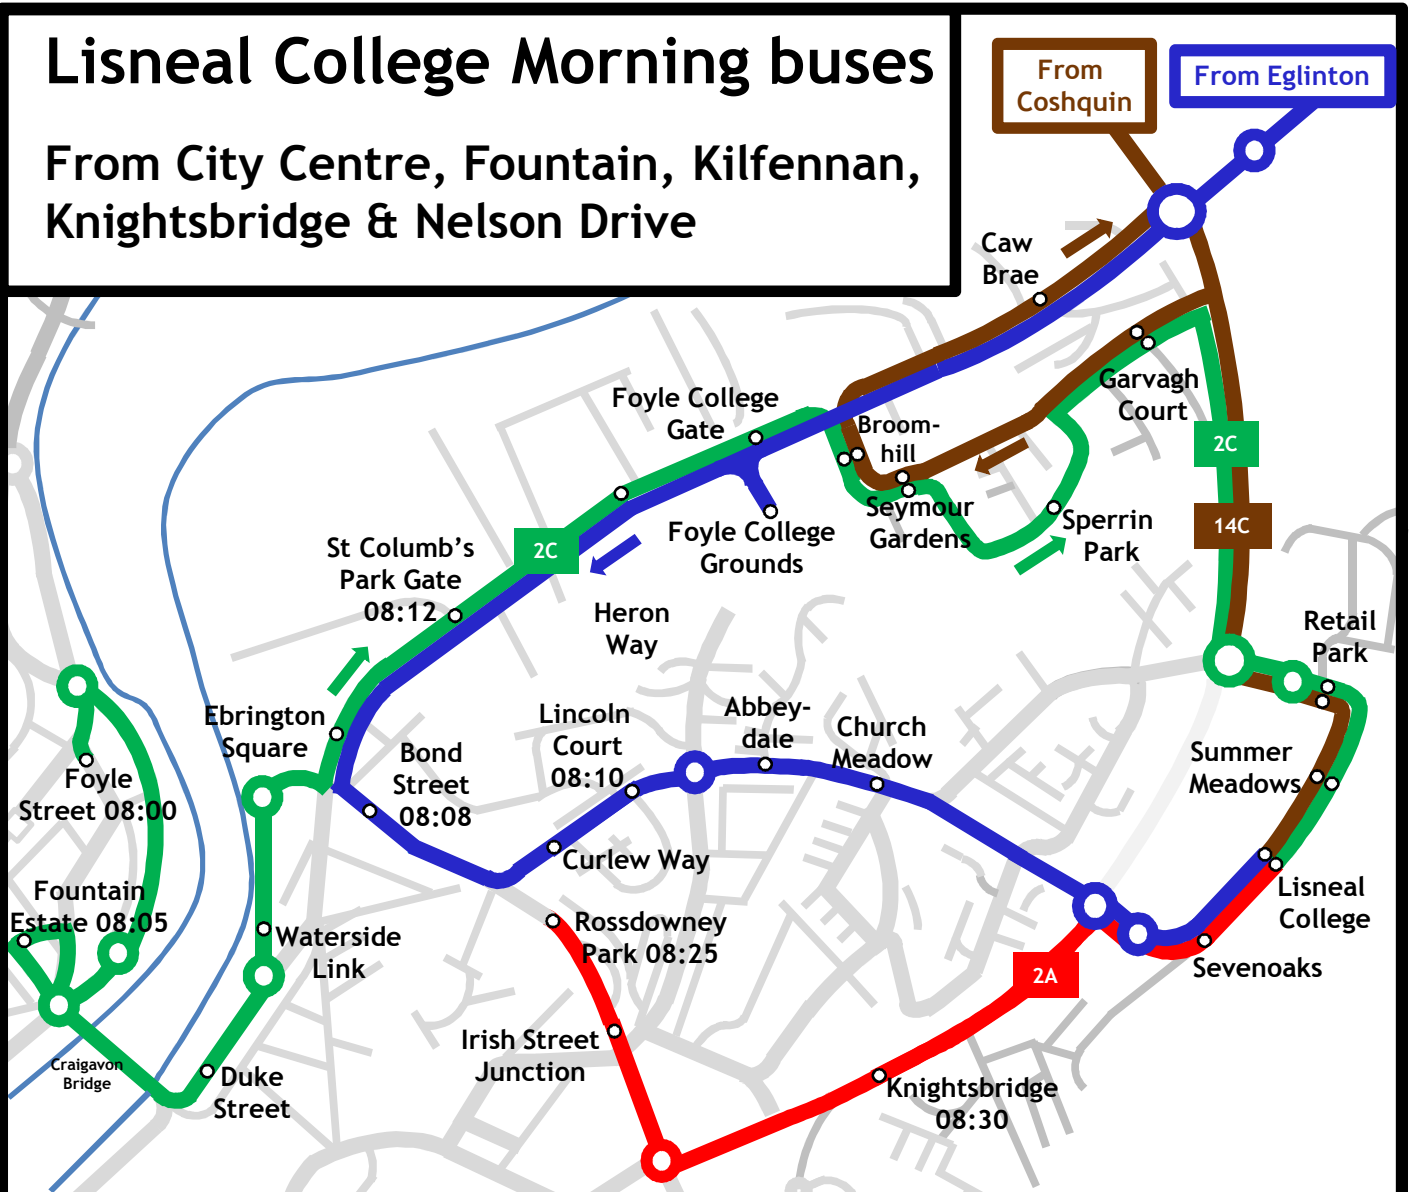 Lisneal College Morning buses
From City Centre, Fountain, Kilfennan,
Knightsbridge & Nelson Drive
From
Coshquin
From Eglinton
Caw
Brae
Garvagh
Court
Foyle College
Gate
Broom-
hill
2C
Seymour
Gardens
Sperrin
Park
14C
Foyle College
Grounds
St Columb's
Park Gate
08:12
2C
Heron
Way
Retail
Park
Ebrington
Square
Lincoln
Court
08:10
Abbey-
dale
Church
Meadow
Bond
Street
08:08
Summer
Meadows
Foyle
Street 08:00
Curlew Way
Fountain
Estate 08:05
Lisneal
College
Rossdowney
Park 08:25
Waterside
Link
Sevenoaks
2A
Irish Street
Junction
Craigavon
Bridge
Duke
Street
Knightsbridge
08:30